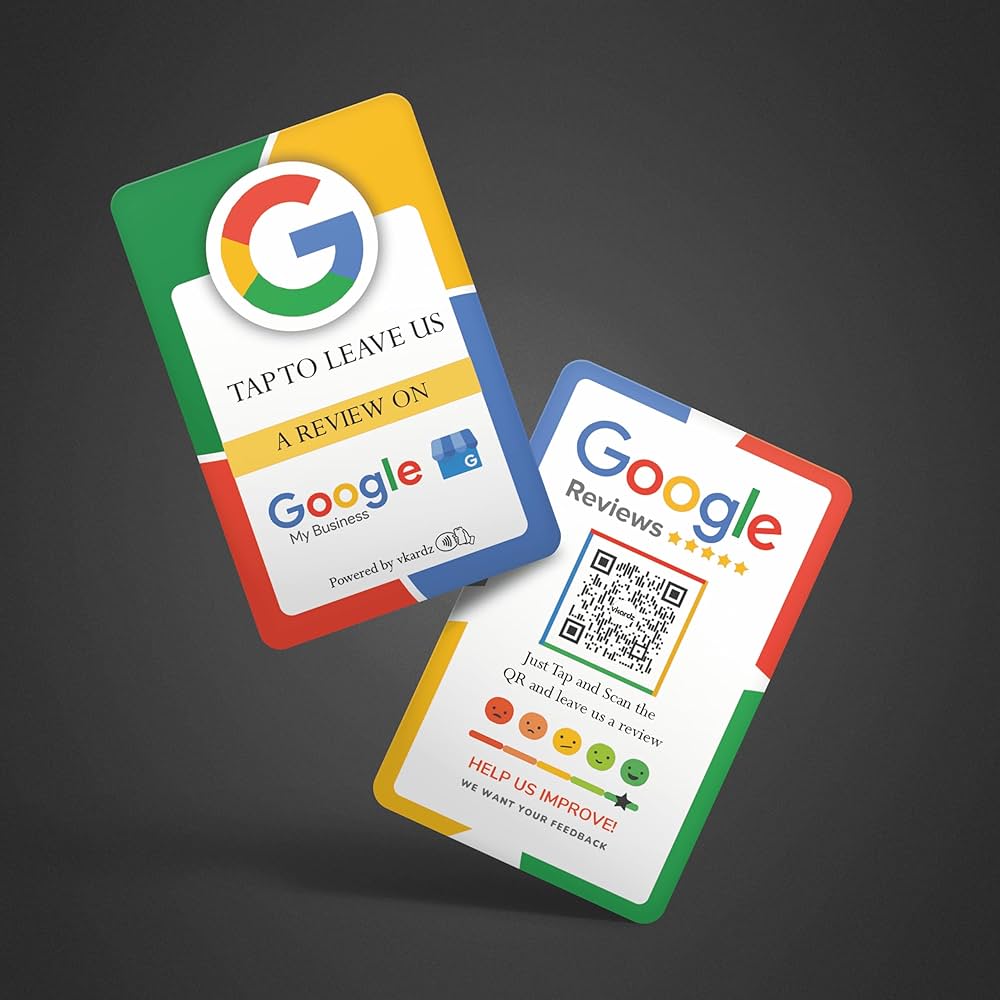 G
TAP TO LEAVE US
A REVIEW ON
Google
My Business
G
Powered by vkardz
Google
Reviews
vkardz
Just Tap and Scan the
QR and leave us a review
HELP US IMPROVE!
WE WANT YOUR FEEDBACK